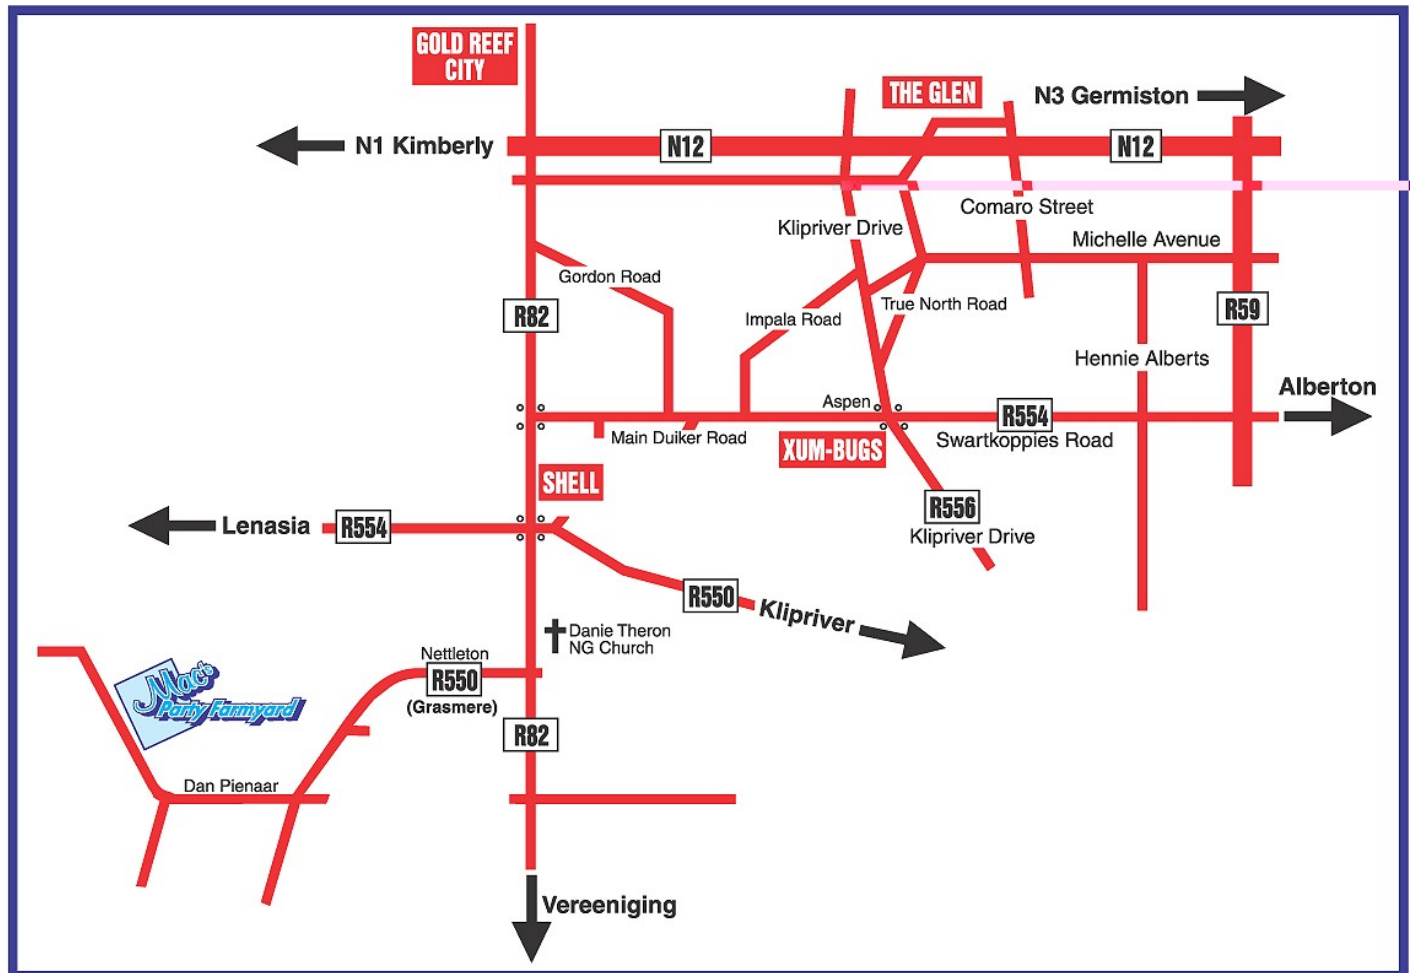 GOLD REEF
CITY
THE GLEN
N3 Germiston
N1 Kimberly
N12
N12
Comaro Street
Klipriver Drive
Michelle Avenue
Gordon Road
True North Road
Impala Road
R82
R59
Hennie Alberts
Alberton
Aspen
R554
Main Duiker Road
Swartkoppies Road
XUM-BUGS
SHELL
R556
Lenasia
R554
Klipriver Drive
R550
Klipriver
Danie Theron
NG Church
Nettleton
R550
(Grasmere)
Mac's
Party Farmyard
R82
Dan Pienaar
Vereeniging